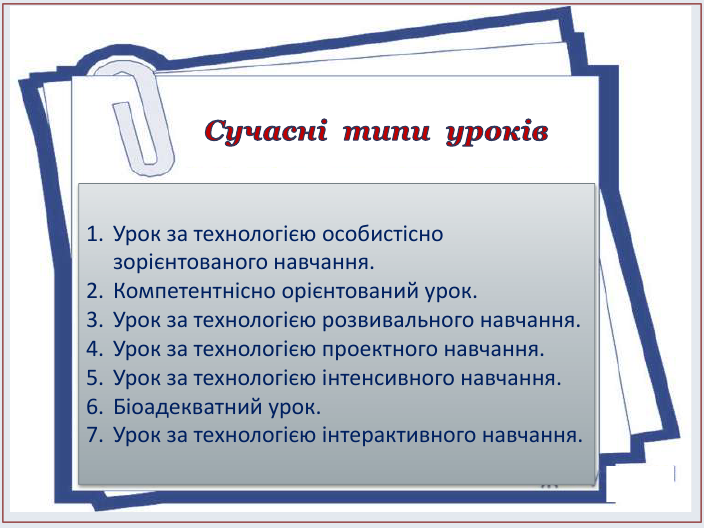 Сучасні типи уроків
1. Урок за технологією особистісно
зорієнтованого навчання.
2. Компетентнісно орієнтований урок.
3. Урок за технологією розвивального навчання.
4. Урок за технологією проектного навчання.
5. Урок за технологією інтенсивного навчання.
6. Біоадекватний урок.
7. Урок за технологією інтерактивного навчання.